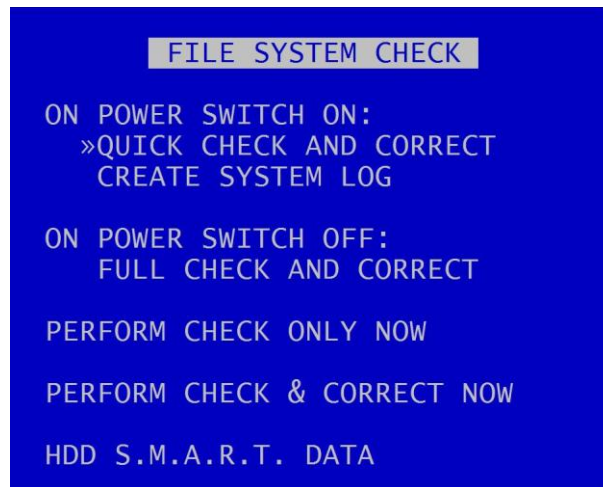 FILE SYSTEM CHECK
ON POWER SWITCH ON:
»QUICK CHECK AND CORRECT
CREATE SYSTEM LOG
ON POWER SWITCH OFF:
FULL CHECK AND CORRECT
PERFORM CHECK ONLY NOW
PERFORM CHECK & CORRECT NOW
HDD S.M.A.R.T. DATA